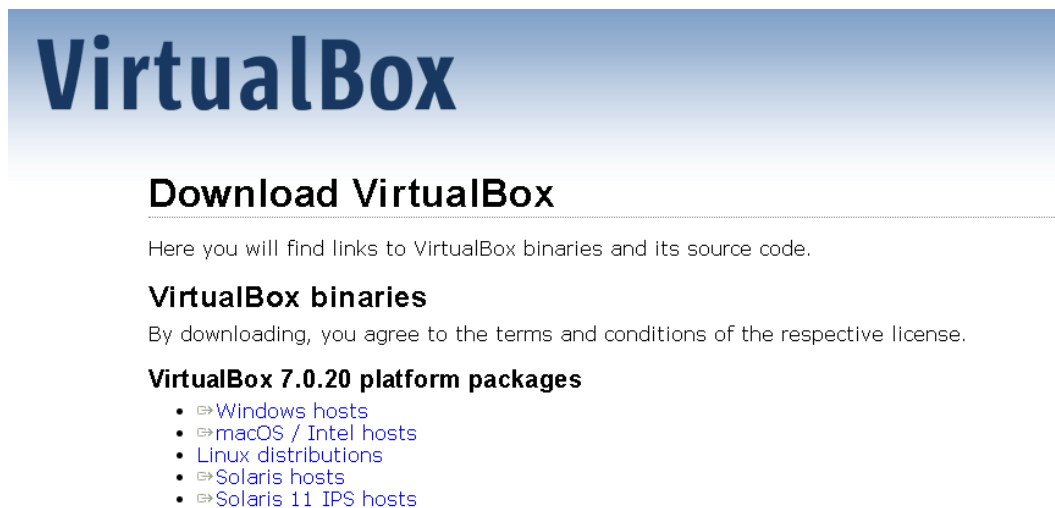 VirtualBox
Download VirtualBox
Here you will find links to VirtualBox binaries and its source code.
VirtualBox binaries
By downloading, you agree to the terms and conditions of the respective license.
VirtualBox 7.0.20 platform packages
Windows hosts
macOS / Intel hosts
Linux distributions
Solaris hosts
Solaris 11 IPS hosts